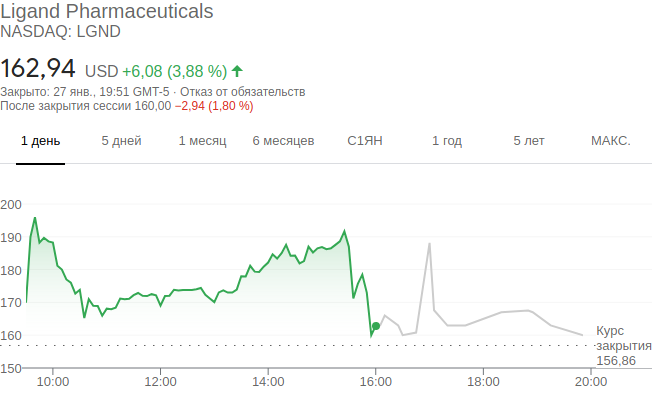 Ligand Pharmaceuticals
NASDAQ: LGND
162,94 USD +6,08 (3,88 %)
Закрыто: 27 янв., 19:51 GMT-5 · Отказ от обязательств
После закрытия сессии 160,00 −2,94 (1,80 %)
1 день 5 дней 1 месяц 6 месяцев С1ЯН 1 год 5 лет МАКС.
200
190
180
170
160
Курс
закрытия
156,86
150
10:00 12:00 14:00 16:00 18:00 20:00